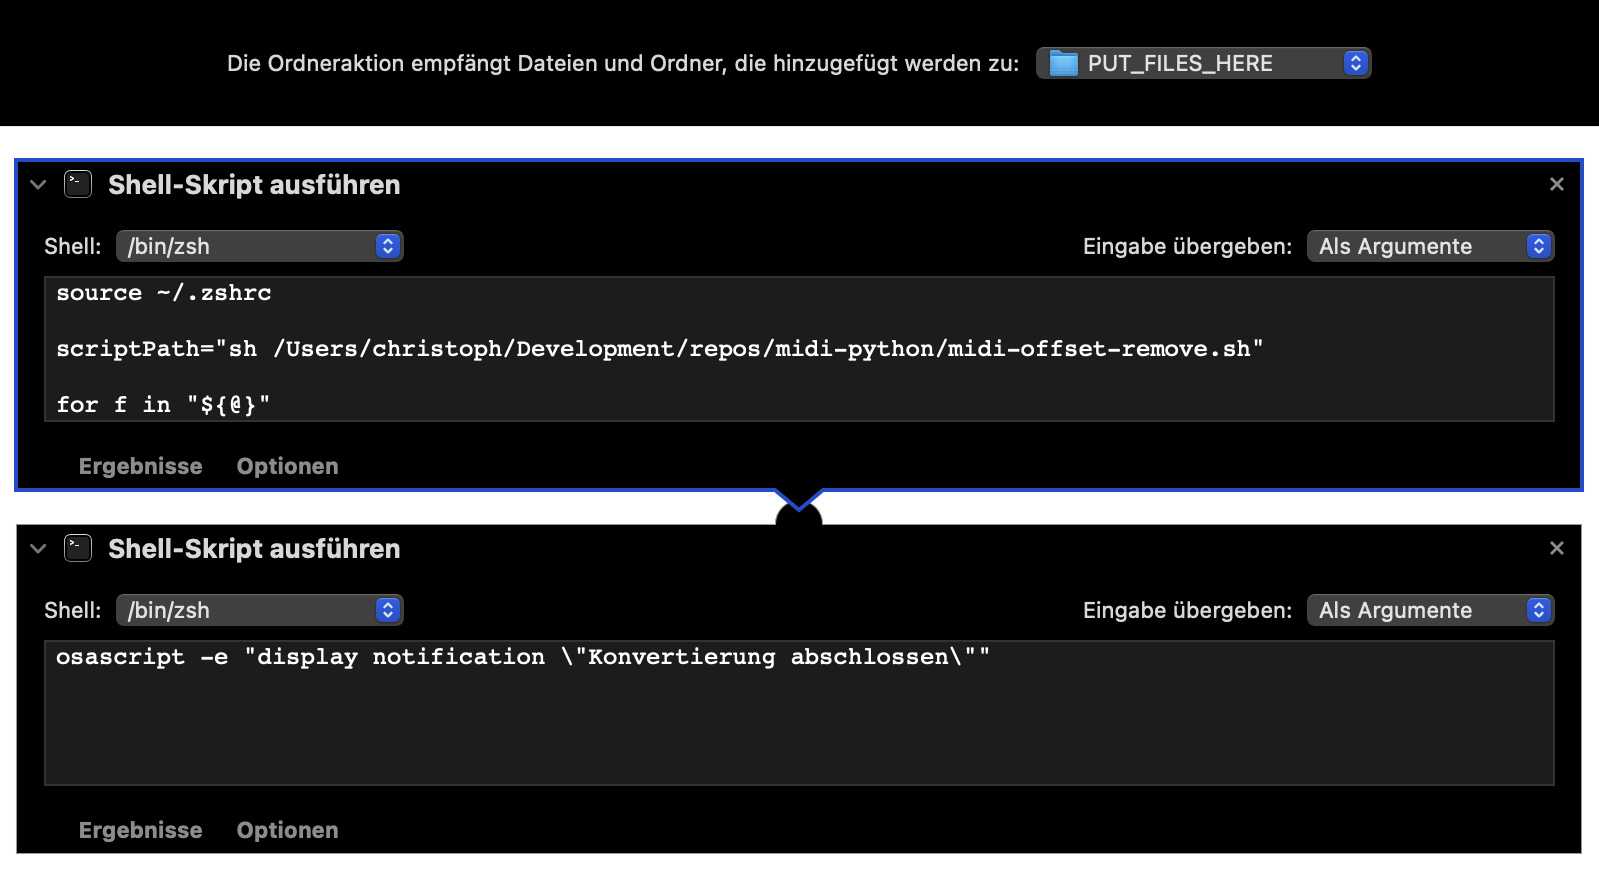 Die Ordneraktion empfängt Dateien und Ordner, die hinzugefügt werden zu: PUT_FILES_HERE
Shell-Skript ausführen
Shell: /bin/zsh Eingabe übergeben: Als Argumente
source ~/.zshrc
scriptPath="sh /Users/christoph/Development/repos/midi-python/midi-offset-remove.sh"
for f in "${@}"
Ergebnisse Optionen
Shell-Skript ausführen
Shell: /bin/zsh Eingabe übergeben: Als Argumente
osascript -e "display notification \"Konvertierung abschlossen\""
Ergebnisse Optionen